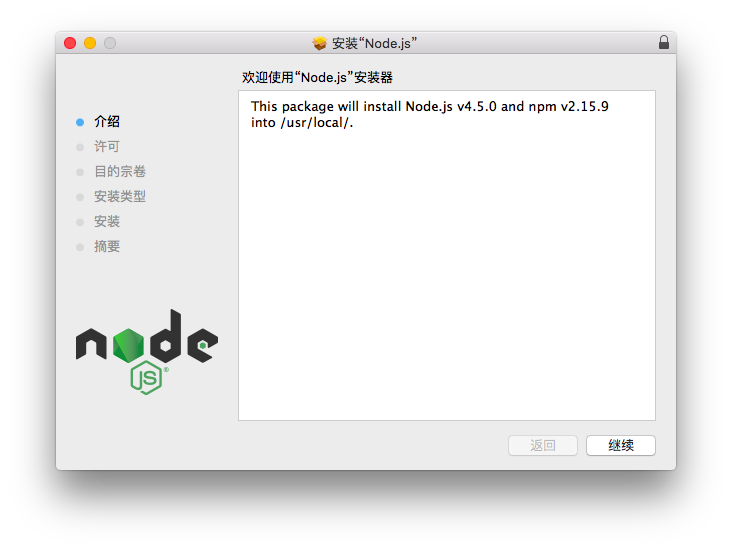 安装“Node.js”
欢迎使用“Node.js”安装器
介绍
许可
目的宗卷
安装类型
安装
摘要
This package will install Node.js v4.5.0 and npm v2.15.9
into /usr/local/.
node
JS®
返回
继续